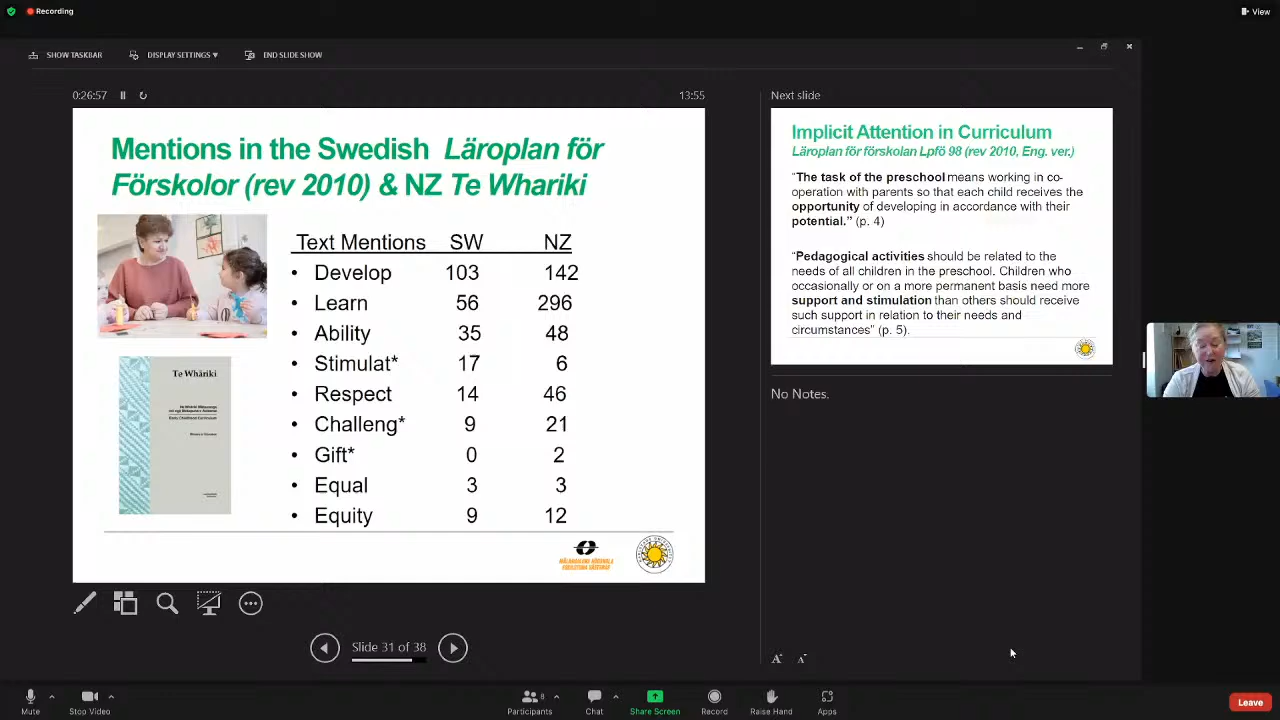 Recording
View
SHOW TASKBAR
DISPLAY SETTINGS ▾
END SLIDE SHOW
0:26:57
13:55
Next slide
Mentions in the Swedish Läroplan för
Förskolor (rev 2010) & NZ Te Whariki
Text Mentions SW NZ
• Develop 103 142
• Learn 56 296
• Ability 35 48
• Stimulat* 17 6
• Respect 14 46
• Challeng* 9 21
• Gift* 0 2
• Equal 3 3
• Equity 9 12
Te Whāriki
Early Childhood Curriculum
Implicit Attention in Curriculum
Läroplan för förskolan Lpfö 98 (rev 2010, Eng. ver.)
“The task of the preschool means working in co-
operation with parents so that each child receives the
opportunity of developing in accordance with their
potential.” (p. 4)
“Pedagogical activities should be related to the
needs of all children in the preschool. Children who
occasionally or on a more permanent basis need more
support and stimulation than others should receive
such support in relation to their needs and
circumstances” (p. 5).
No Notes.
Slide 31 of 38
A A
Mute
Stop Video
Participants
8
Chat
Share Screen
Record
Raise Hand
Apps
Leave